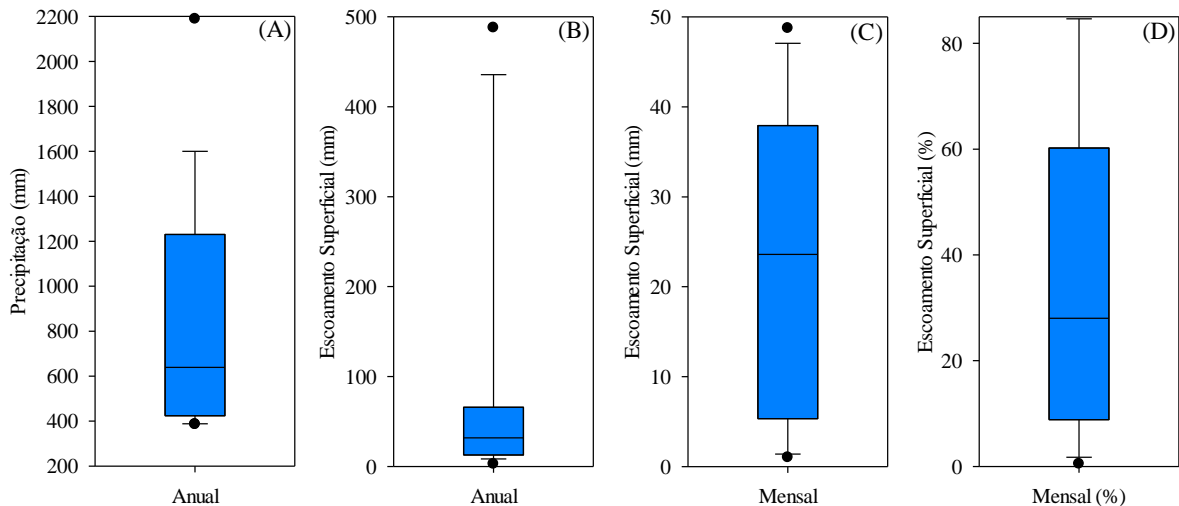 (A)
Precipitação (mm)
2200
2000
1800
1600
1400
1200
1000
800
600
400
200
Anual
(B)
Escoamento Superficial (mm)
500
400
300
200
100
0
Anual
(C)
Escoamento Superficial (mm)
50
40
30
20
10
0
Mensal
(D)
Escoamento Superficial (%)
80
60
40
20
0
Mensal (%)